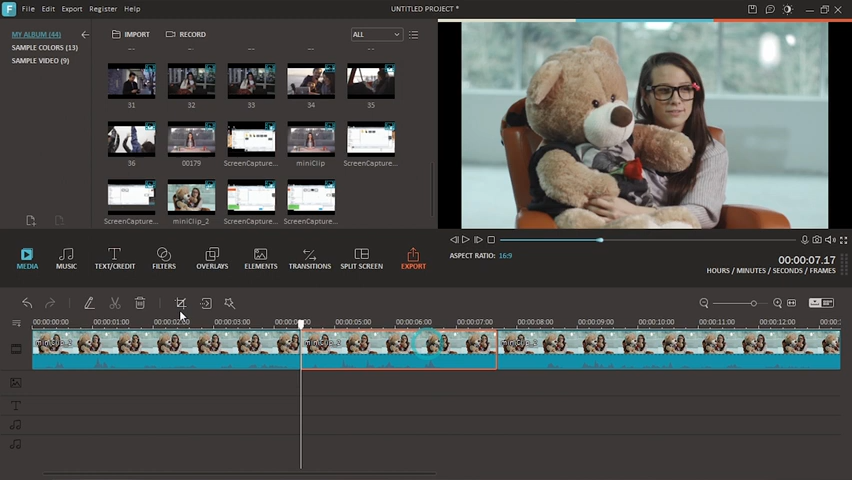 File Edit Export Register Help
UNTITLED PROJECT *
MY ALBUM (44)
SAMPLE COLORS (13)
SAMPLE VIDEO (9)
IMPORT RECORD
ALL
31 32 33 34 35
36 00179 ScreenCapture... miniClip ScreenCapture...
ScreenCapture... miniClip_2 ScreenCapture... ScreenCapture...
MEDIA MUSIC TEXT/CREDIT FILTERS OVERLAYS ELEMENTS TRANSITIONS SPLIT SCREEN EXPORT
ASPECT RATIO: 16:9
00:00:07.17
HOURS / MINUTES / SECONDS / FRAMES
00:00:00:00 00:00:01:00 00:00:02:00 00:00:03:00 00:00:05:00 00:00:06:00 00:00:07:00 00:00:08:00 00:00:09:00 00:00:10:00 00:00:11:00 00:00:12:00
miniClip_2 miniClip_2 miniClip_2